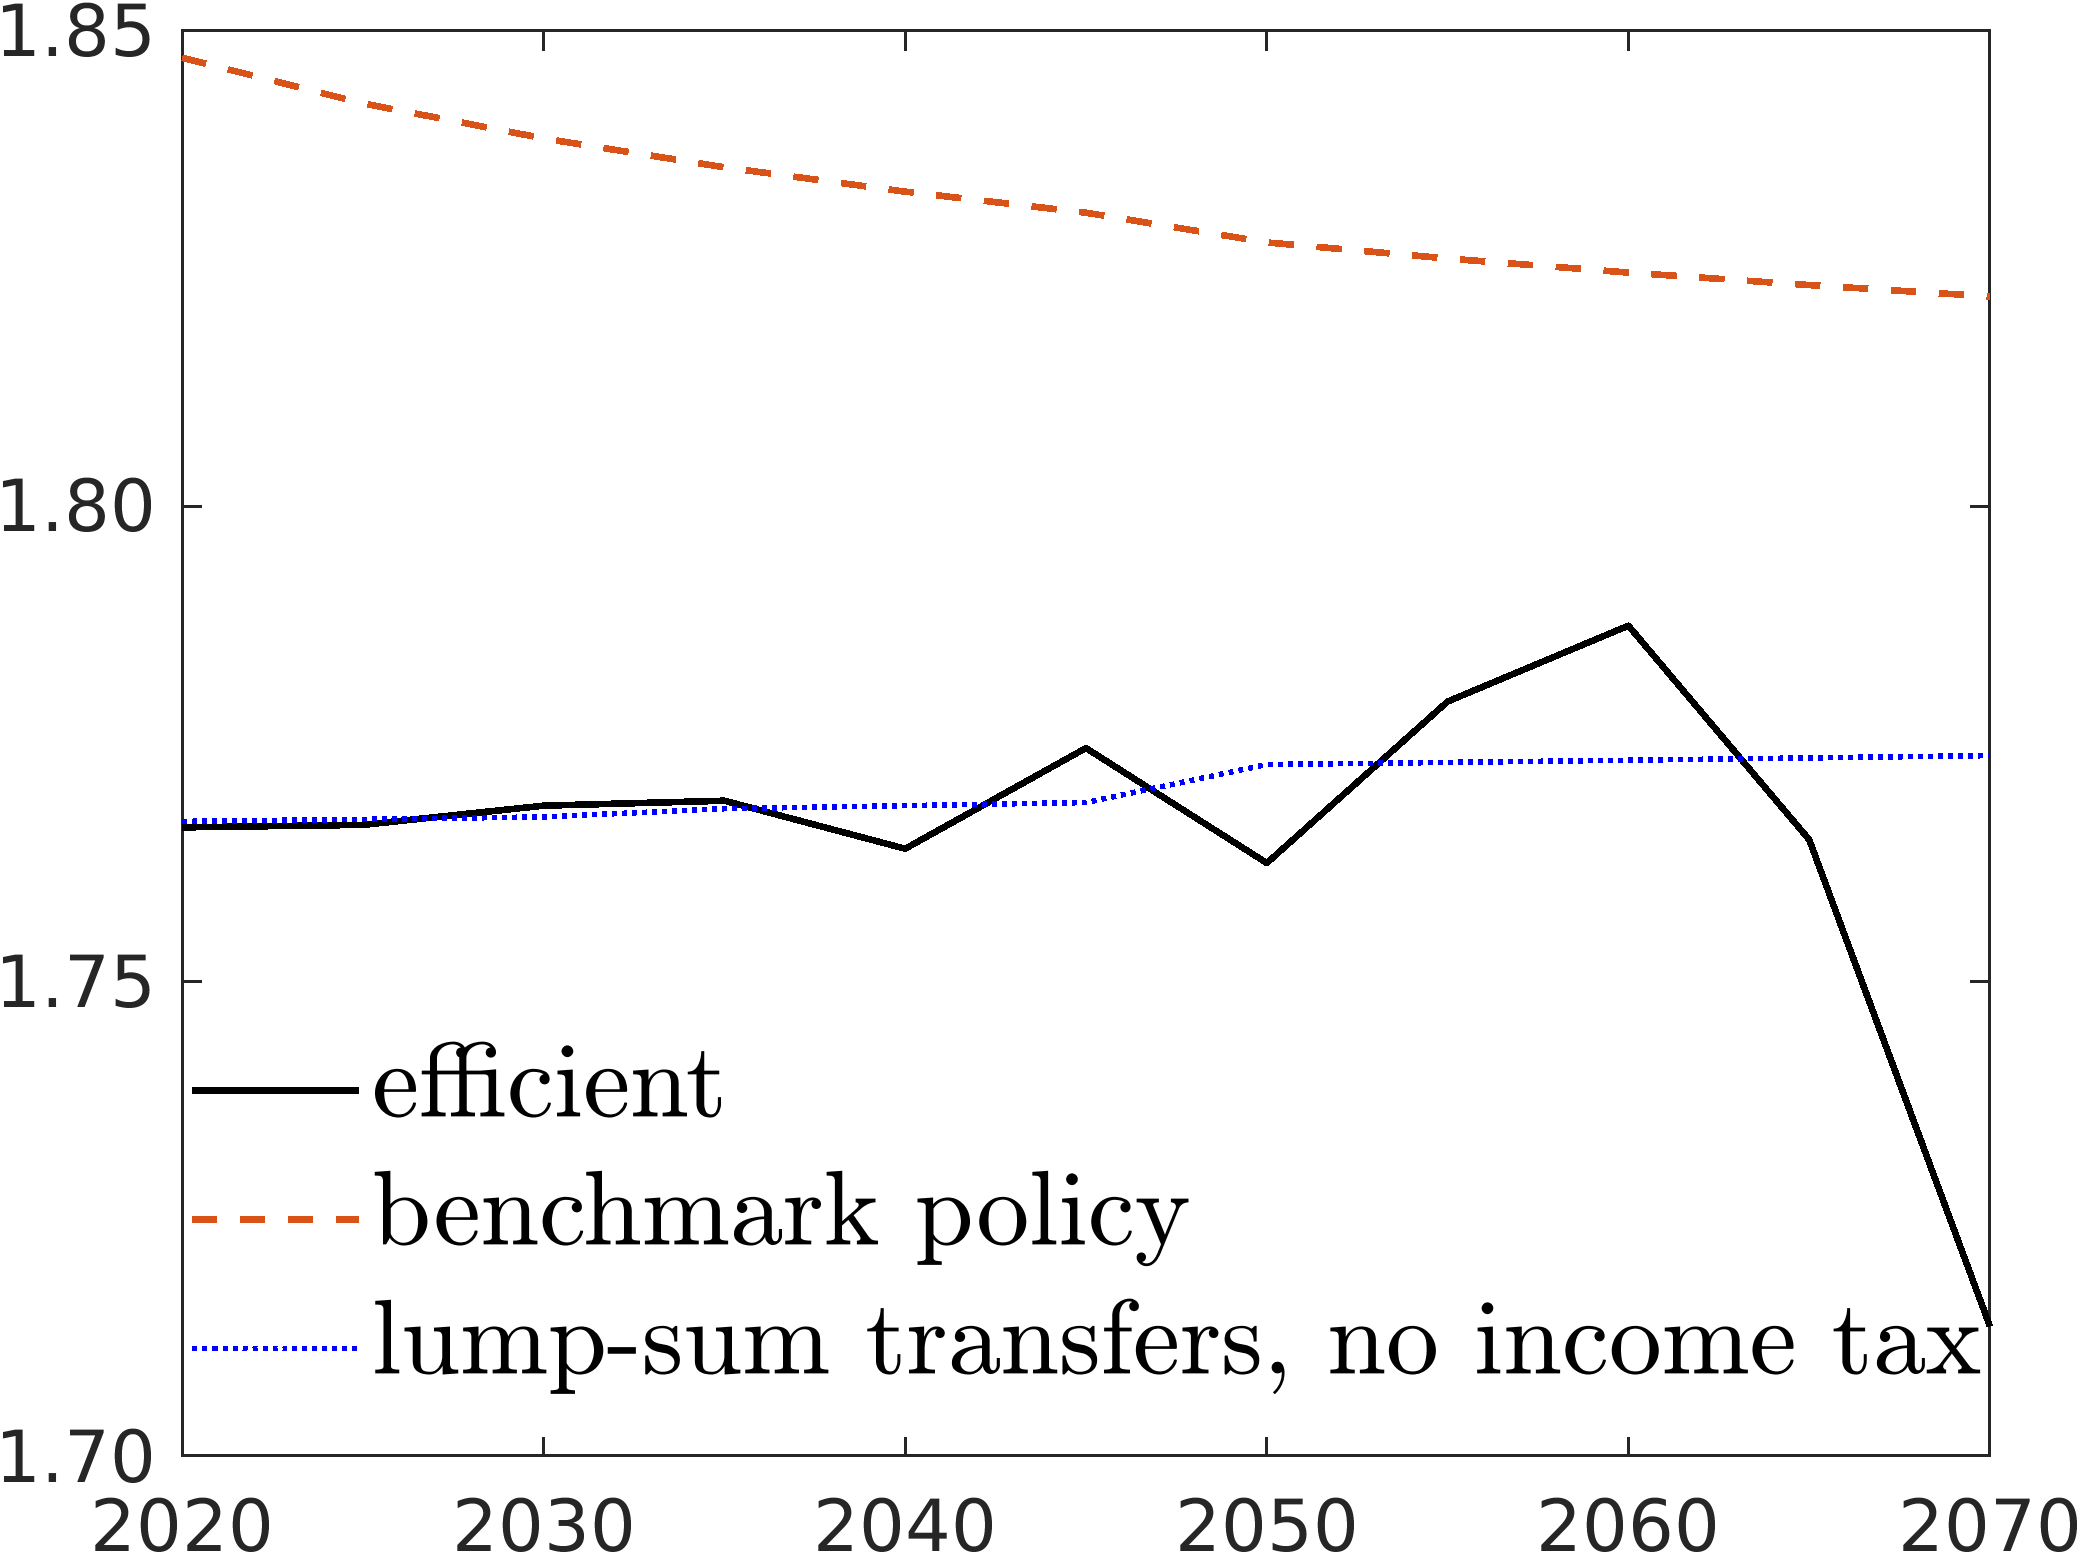 1.85
1.80
1.75
1.70
efficient
benchmark policy
lump-sum transfers, no income tax
2020 2030 2040 2050 2060 2070